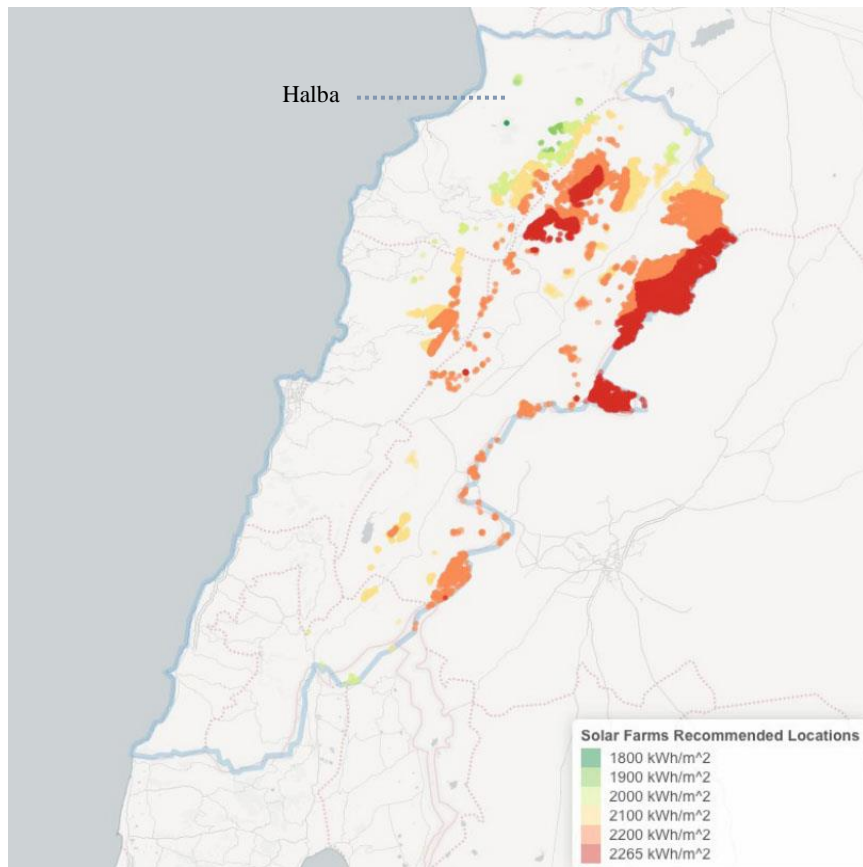 Halba
Solar Farms Recommended Locations
1800 kWh/m^2
1900 kWh/m^2
2000 kWh/m^2
2100 kWh/m^2
2200 kWh/m^2
2265 kWh/m^2